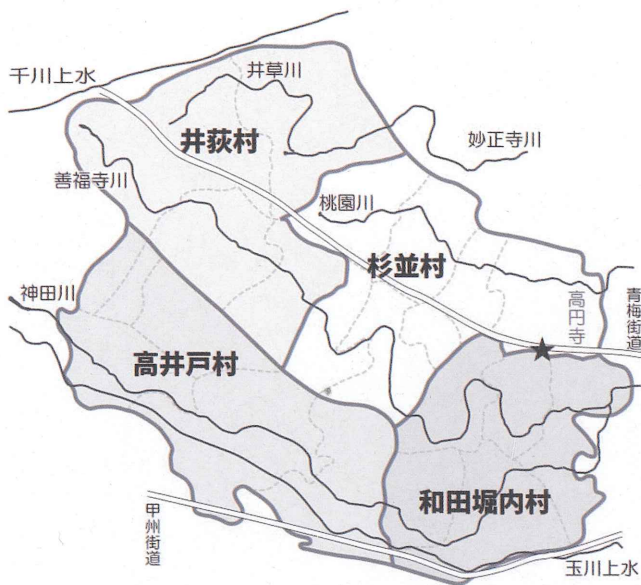 千川上水
井草川
井荻村
妙正寺川
善福寺川
桃園川
杉並村
神田川
高円寺
青梅街道
高井戸村
和田堀内村
甲州街道
玉川上水